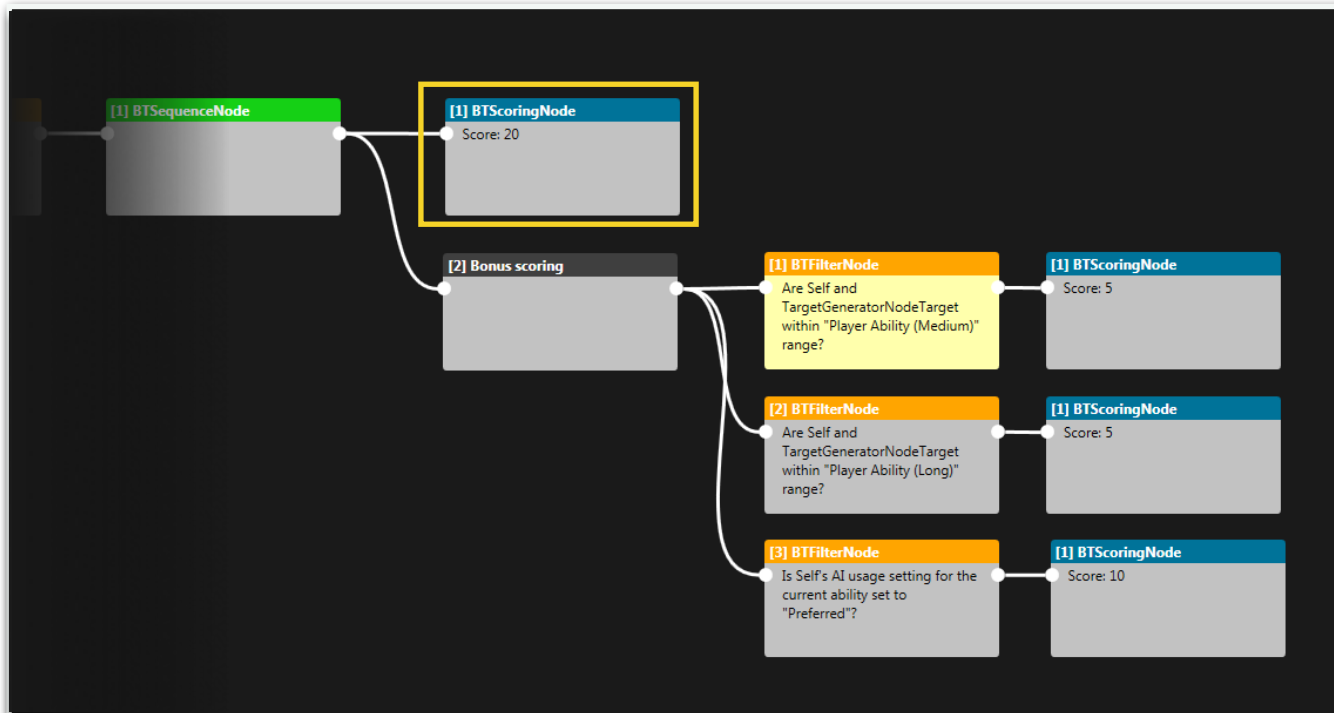 [1] BTSequenceNode
[1] BTScoringNode
Score: 20
[2] Bonus scoring
[1] BTFilterNode
Are Self and
TargetGeneratorNodeTarget
within "Player Ability (Medium)"
range?
[1] BTScoringNode
Score: 5
[2] BTFilterNode
Are Self and
TargetGeneratorNodeTarget
within "Player Ability (Long)"
range?
[1] BTScoringNode
Score: 5
[3] BTFilterNode
Is Self's AI usage setting for the
current ability set to
"Preferred"?
[1] BTScoringNode
Score: 10